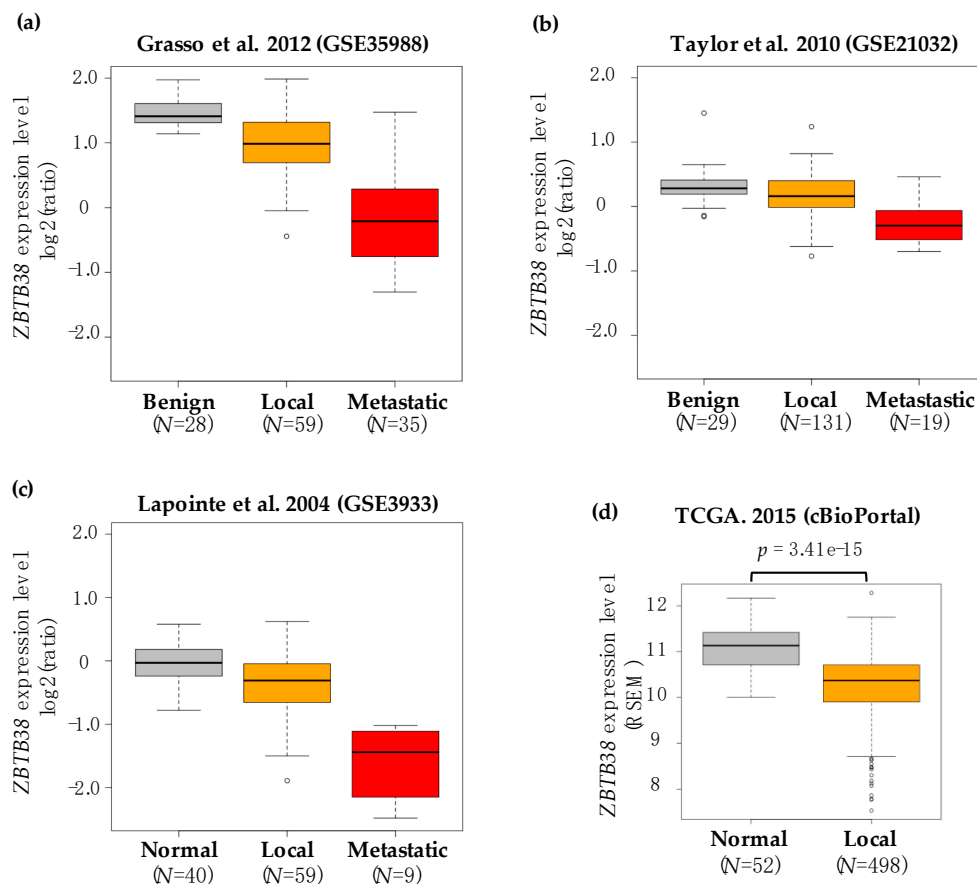 (a)
Grasso et al. 2012 (GSE35988)
ZBTB38 expression level
log2(ratio)
2.0
1.0
0
-1.0
-2.0
Benign
Local
Metastatic
(N=28)
(N=59)
(N=35)
(b)
Taylor et al. 2010 (GSE21032)
ZBTB38 expression level
log2(ratio)
2.0
1.0
0.0
-1.0
-2.0
Benign
Local
Metastatic
(N=29)
(N=131)
(N=19)
(c)
Lapointe et al. 2004 (GSE3933)
ZBTB38 expression level
log2(ratio)
2.0
1.0
0
-1.0
-2.0
Normal
Local
Metastatic
(N=40)
(N=59)
(N=9)
(d)
TCGA. 2015 (cBioPortal)
p = 3.41e-15
ZBTB38 expression level
(RSEM)
12
11
10
9
8
Normal
Local
(N=52)
(N=498)